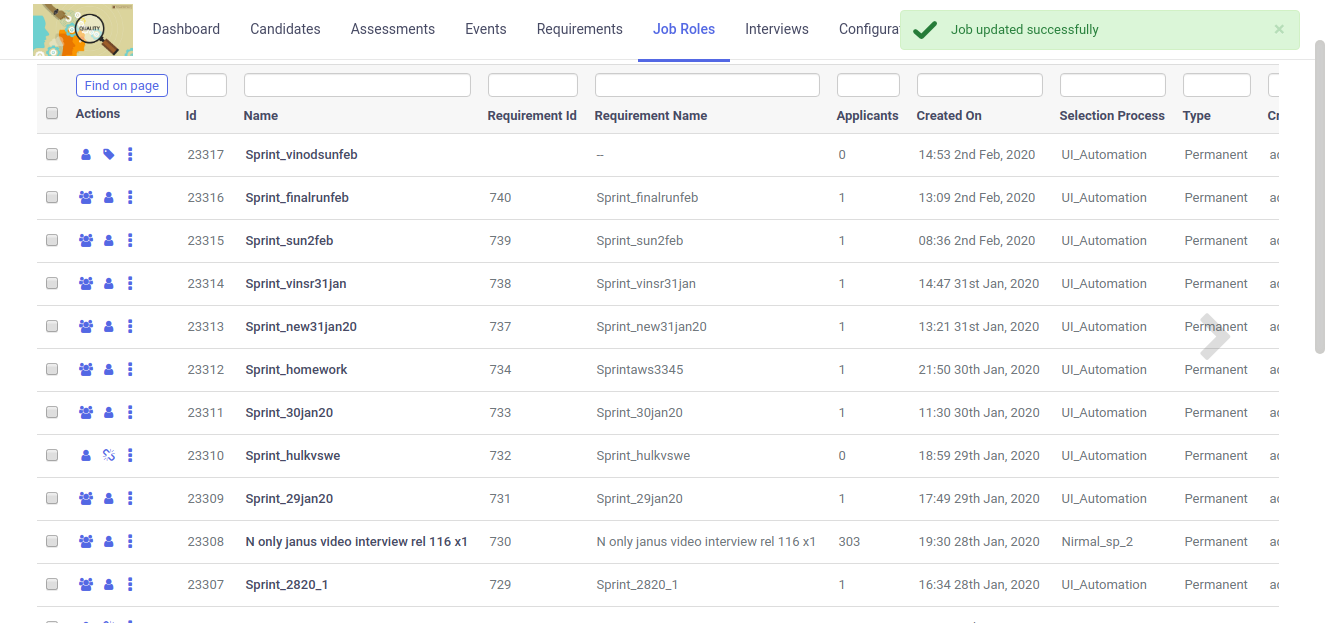 QUALITY Dashboard Candidates Assessments Events Requirements Job Roles Interviews Configura Job updated successfully ×
Find on page
Actions Id Name Requirement Id Requirement Name Applicants Created On Selection Process Type Cr
23317 Sprint_vinodsunfeb -- 0 14:53 2nd Feb, 2020 UI_Automation Permanent ac
23316 Sprint_finalrunfeb 740 Sprint_finalrunfeb 1 13:09 2nd Feb, 2020 UI_Automation Permanent ac
23315 Sprint_sun2feb 739 Sprint_sun2feb 1 08:36 2nd Feb, 2020 UI_Automation Permanent ac
23314 Sprint_vinsr31jan 738 Sprint_vinsr31jan 1 14:47 31st Jan, 2020 UI_Automation Permanent ac
23313 Sprint_new31jan20 737 Sprint_new31jan20 1 13:21 31st Jan, 2020 UI_Automation Permanent ac
23312 Sprint_homework 734 Sprintaws3345 1 21:50 30th Jan, 2020 UI_Automation Permanent ac
23311 Sprint_30jan20 733 Sprint_30jan20 1 11:30 30th Jan, 2020 UI_Automation Permanent ac
23310 Sprint_hulkvswe 732 Sprint_hulkvswe 0 18:59 29th Jan, 2020 UI_Automation Permanent ac
23309 Sprint_29jan20 731 Sprint_29jan20 1 17:49 29th Jan, 2020 UI_Automation Permanent ac
23308 N only janus video interview rel 116 x1 730 N only janus video interview rel 116 x1 303 19:30 28th Jan, 2020 Nirmal_sp_2 Permanent ac
23307 Sprint_2820_1 729 Sprint_2820_1 1 16:34 28th Jan, 2020 UI_Automation Permanent ac